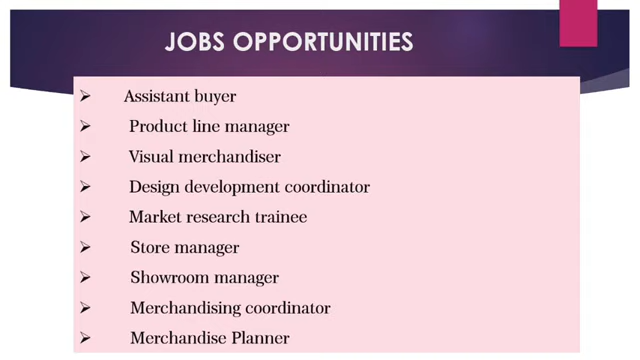 JOBS OPPORTUNITIES
➢ Assistant buyer
➢ Product line manager
➢ Visual merchandiser
➢ Design development coordinator
➢ Market research trainee
➢ Store manager
➢ Showroom manager
➢ Merchandising coordinator
➢ Merchandise Planner